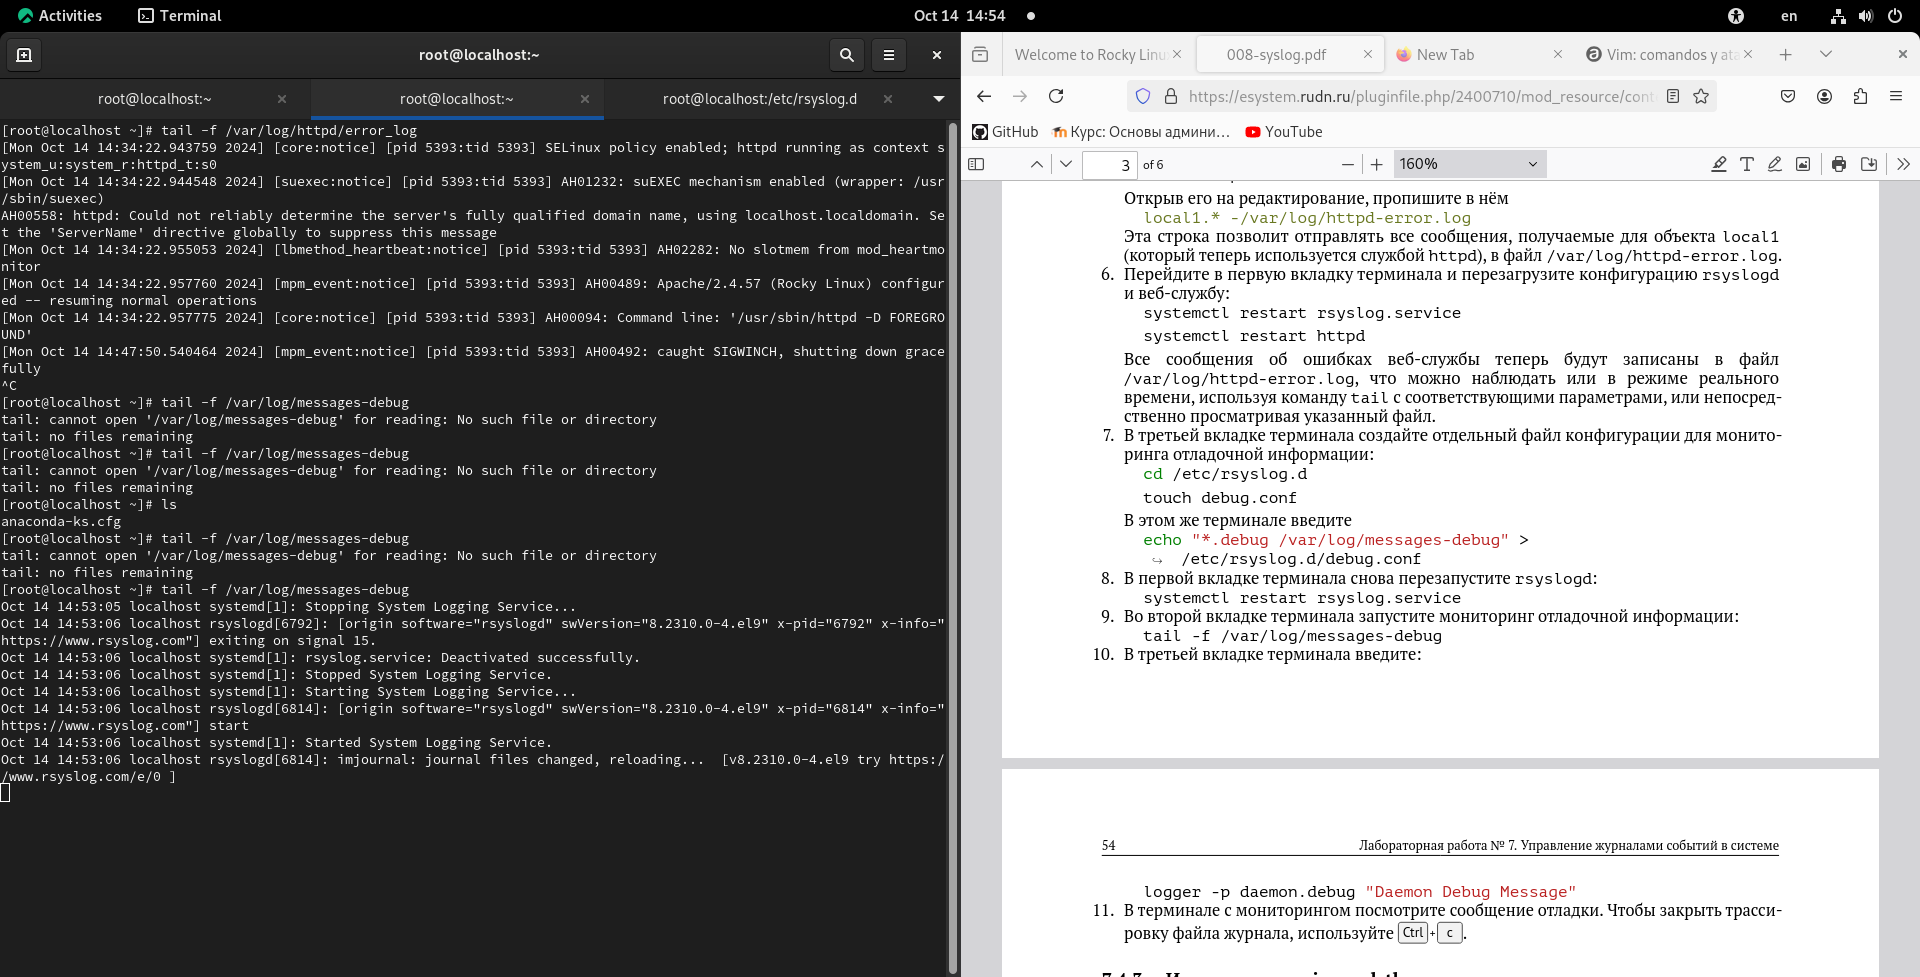 Activities
Terminal
Oct 14 14:54
en
root@localhost:~
root@localhost:~
root@localhost:~
root@localhost:/etc/rsyslog.d
[root@localhost ~]# tail -f /var/log/httpd/error_log
[Mon Oct 14 14:34:22.943759 2024] [core:notice] [pid 5393:tid 5393] SELinux policy enabled; httpd running as context s
ystem_u:system_r:httpd_t:s0
[Mon Oct 14 14:34:22.944548 2024] [suexec:notice] [pid 5393:tid 5393] AH01232: suEXEC mechanism enabled (wrapper: /usr
/sbin/suexec)
AH00558: httpd: Could not reliably determine the server's fully qualified domain name, using localhost.localdomain. Se
t the 'ServerName' directive globally to suppress this message
[Mon Oct 14 14:34:22.955053 2024] [lbmethod_heartbeat:notice] [pid 5393:tid 5393] AH02282: No slotmem from mod_heartmo
nitor
[Mon Oct 14 14:34:22.957760 2024] [mpm_event:notice] [pid 5393:tid 5393] AH00489: Apache/2.4.57 (Rocky Linux) configur
ed -- resuming normal operations
[Mon Oct 14 14:34:22.957775 2024] [core:notice] [pid 5393:tid 5393] AH00094: Command line: '/usr/sbin/httpd -D FOREGRO
UND'
[Mon Oct 14 14:47:50.540464 2024] [mpm_event:notice] [pid 5393:tid 5393] AH00492: caught SIGWINCH, shutting down grace
fully
^C
[root@localhost ~]# tail -f /var/log/messages-debug
tail: cannot open '/var/log/messages-debug' for reading: No such file or directory
tail: no files remaining
[root@localhost ~]# tail -f /var/log/messages-debug
tail: cannot open '/var/log/messages-debug' for reading: No such file or directory
tail: no files remaining
[root@localhost ~]# ls
anaconda-ks.cfg
[root@localhost ~]# tail -f /var/log/messages-debug
tail: cannot open '/var/log/messages-debug' for reading: No such file or directory
tail: no files remaining
[root@localhost ~]# tail -f /var/log/messages-debug
Oct 14 14:53:05 localhost systemd[1]: Stopping System Logging Service...
Oct 14 14:53:06 localhost rsyslogd[6792]: [origin software="rsyslogd" swVersion="8.2310.0-4.el9" x-pid="6792" x-info="
https://www.rsyslog.com"] exiting on signal 15.
Oct 14 14:53:06 localhost systemd[1]: rsyslog.service: Deactivated successfully.
Oct 14 14:53:06 localhost systemd[1]: Stopped System Logging Service.
Oct 14 14:53:06 localhost systemd[1]: Starting System Logging Service...
Oct 14 14:53:06 localhost rsyslogd[6814]: [origin software="rsyslogd" swVersion="8.2310.0-4.el9" x-pid="6814" x-info="
https://www.rsyslog.com"] start
Oct 14 14:53:06 localhost systemd[1]: Started System Logging Service.
Oct 14 14:53:06 localhost rsyslogd[6814]: imjournal: journal files changed, reloading...  [v8.2310.0-4.el9 try https:/
/www.rsyslog.com/e/0 ]
Welcome to Rocky Linu
008-syslog.pdf
New Tab
Vim: comandos y ata
https://esystem.rudn.ru/pluginfile.php/2400710/mod_resource/cont
GitHub
Курс: Основы админи...
YouTube
3 of 6
160%
Открыв его на редактирование, пропишите в нём
local1.* -/var/log/httpd-error.log
Эта строка позволит отправлять все сообщения, получаемые для объекта local1
(который теперь используется службой httpd), в файл /var/log/httpd-error.log.
6. Перейдите в первую вкладку терминала и перезагрузите конфигурацию rsyslogd
и веб-службу:
systemctl restart rsyslog.service
systemctl restart httpd
Все сообщения об ошибках веб-службы теперь будут записаны в файл
/var/log/httpd-error.log, что можно наблюдать или в режиме реального
времени, используя команду tail с соответствующими параметрами, или непосред-
ственно просматривая указанный файл.
7. В третьей вкладке терминала создайте отдельный файл конфигурации для монито-
ринга отладочной информации:
cd /etc/rsyslog.d
touch debug.conf
В этом же терминале введите
echo "*.debug /var/log/messages-debug" >
↪ /etc/rsyslog.d/debug.conf
8. В первой вкладке терминала снова перезапустите rsyslogd:
systemctl restart rsyslog.service
9. Во второй вкладке терминала запустите мониторинг отладочной информации:
tail -f /var/log/messages-debug
10. В третьей вкладке терминала введите:
54 Лабораторная работа № 7. Управление журналами событий в системе
logger -p daemon.debug "Daemon Debug Message"
11. В терминале с мониторингом посмотрите сообщение отладки. Чтобы закрыть трасси-
ровку файла журнала, используйте Ctrl + c .